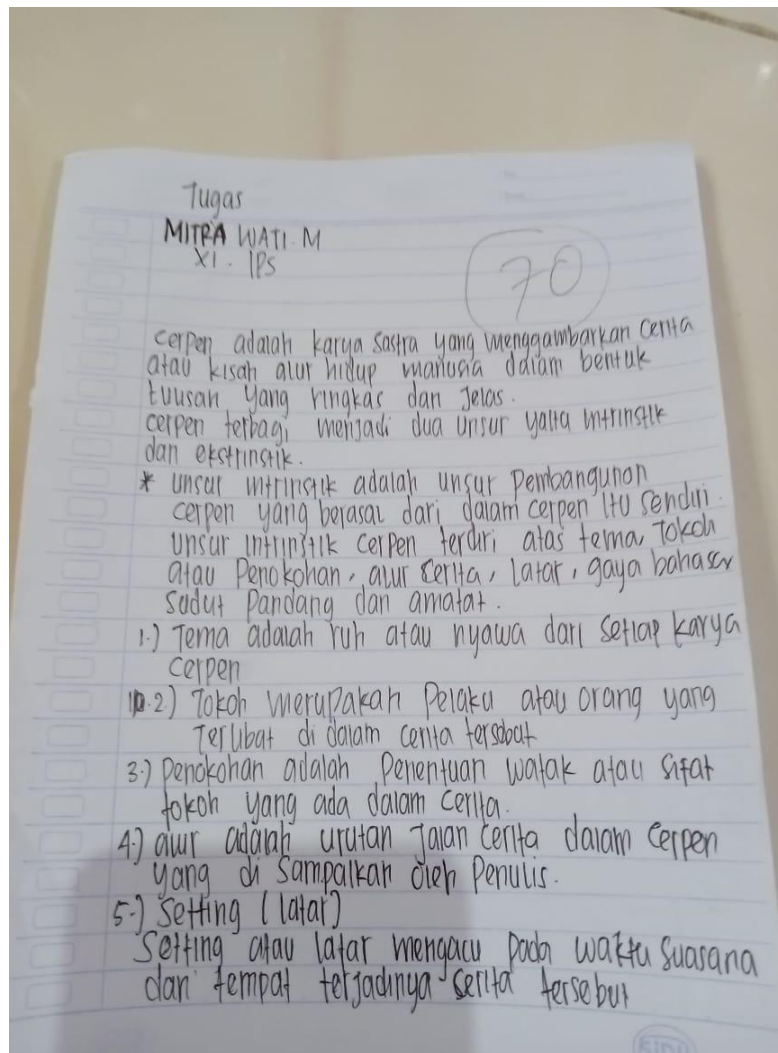 Tugas
MITRA WATI. M
XI. IPS
70
cerpen adalah karya sastra yang menggambarkan cerita
atau kisah alur hidup manusia dalam bentuk
tuusan yang ringkas dan Jelas.
cerpen terbagi menjadi dua unsur yaita intrinstik
dan ekstrinstik.
* unsur intrinstik adalah unsur Pembangunon
cerpen yang berasal dari dalam cerpen itu sendiri.
unsur intrinstik cerpen terdiri atas tema, Tokoh
atau Penokohan, alur cerita, latar, gaya bahasa
sudut Pandang dan amatat.
1.) Tema adalah ruh atau nyawa dari setiap karya
cerpen
2.) Tokoh merupakan Pelaku atau orang yang
Terlibat di dalam cerita tersebat
3.) Penokohan adalah Penentuan watak atau sifat
tokoh yang ada dalam cerita.
4.) alur adalah urutan Jalan cerita dalam cerpen
yang di sampaikan oleh Penulis.
5.) Setting (latar)
Setting atau latar mengacu pada waktu suasana
dan tempat terjadinya serita tersebut